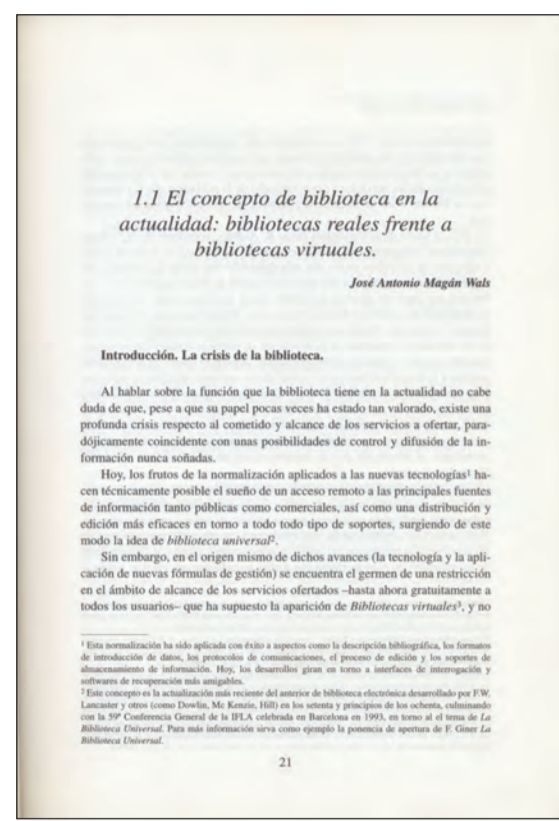 1.1 El concepto de biblioteca en la
actualidad: bibliotecas reales frente a
bibliotecas virtuales.
José Antonio Magán Wals
Introducción. La crisis de la biblioteca.
Al hablar sobre la función que la biblioteca tiene en la actualidad no cabe
duda de que, pese a que su papel pocas veces ha estado tan valorado, existe una
profunda crisis respecto al cometido y alcance de los servicios a ofertar, para-
dójicamente coincidente con unas posibilidades de control y difusión de la in-
formación nunca soñadas.
Hoy, los frutos de la normalización aplicados a las nuevas tecnologías¹ ha-
cen técnicamente posible el sueño de un acceso remoto a las principales fuentes
de información tanto públicas como comerciales, así como una distribución y
edición más eficaces en torno a todo todo tipo de soportes, surgiendo de este
modo la idea de biblioteca universal².
Sin embargo, en el origen mismo de dichos avances (la tecnología y la apli-
cación de nuevas fórmulas de gestión) se encuentra el germen de una restricción
en el ámbito de alcance de los servicios ofertados –hasta ahora gratuitamente a
todos los usuarios– que ha supuesto la aparición de Bibliotecas virtuales³, y no
¹ Esta normalización ha sido aplicada con éxito a aspectos como la descripción bibliográfica, los formatos
de introducción de datos, los protocolos de comunicaciones, el proceso de edición y los soportes de
almacenamiento de información. Hoy, los desarrollos giran en torno a interfaces de interrogación y
softwares de recuperación más amigables.
² Este concepto es la actualización más reciente del anterior de biblioteca electrónica desarrollado por F.W.
Lancaster y otros (como Dowlin, Mc Kenzie, Hill) en los setenta y principios de los ochenta, culminando
con la 59ª Conferencia General de la IFLA celebrada en Barcelona en 1993, en torno al el tema de La
Biblioteca Universal. Para más información sirva como ejemplo la ponencia de apertura de F. Giner La
Biblioteca Universal.
21